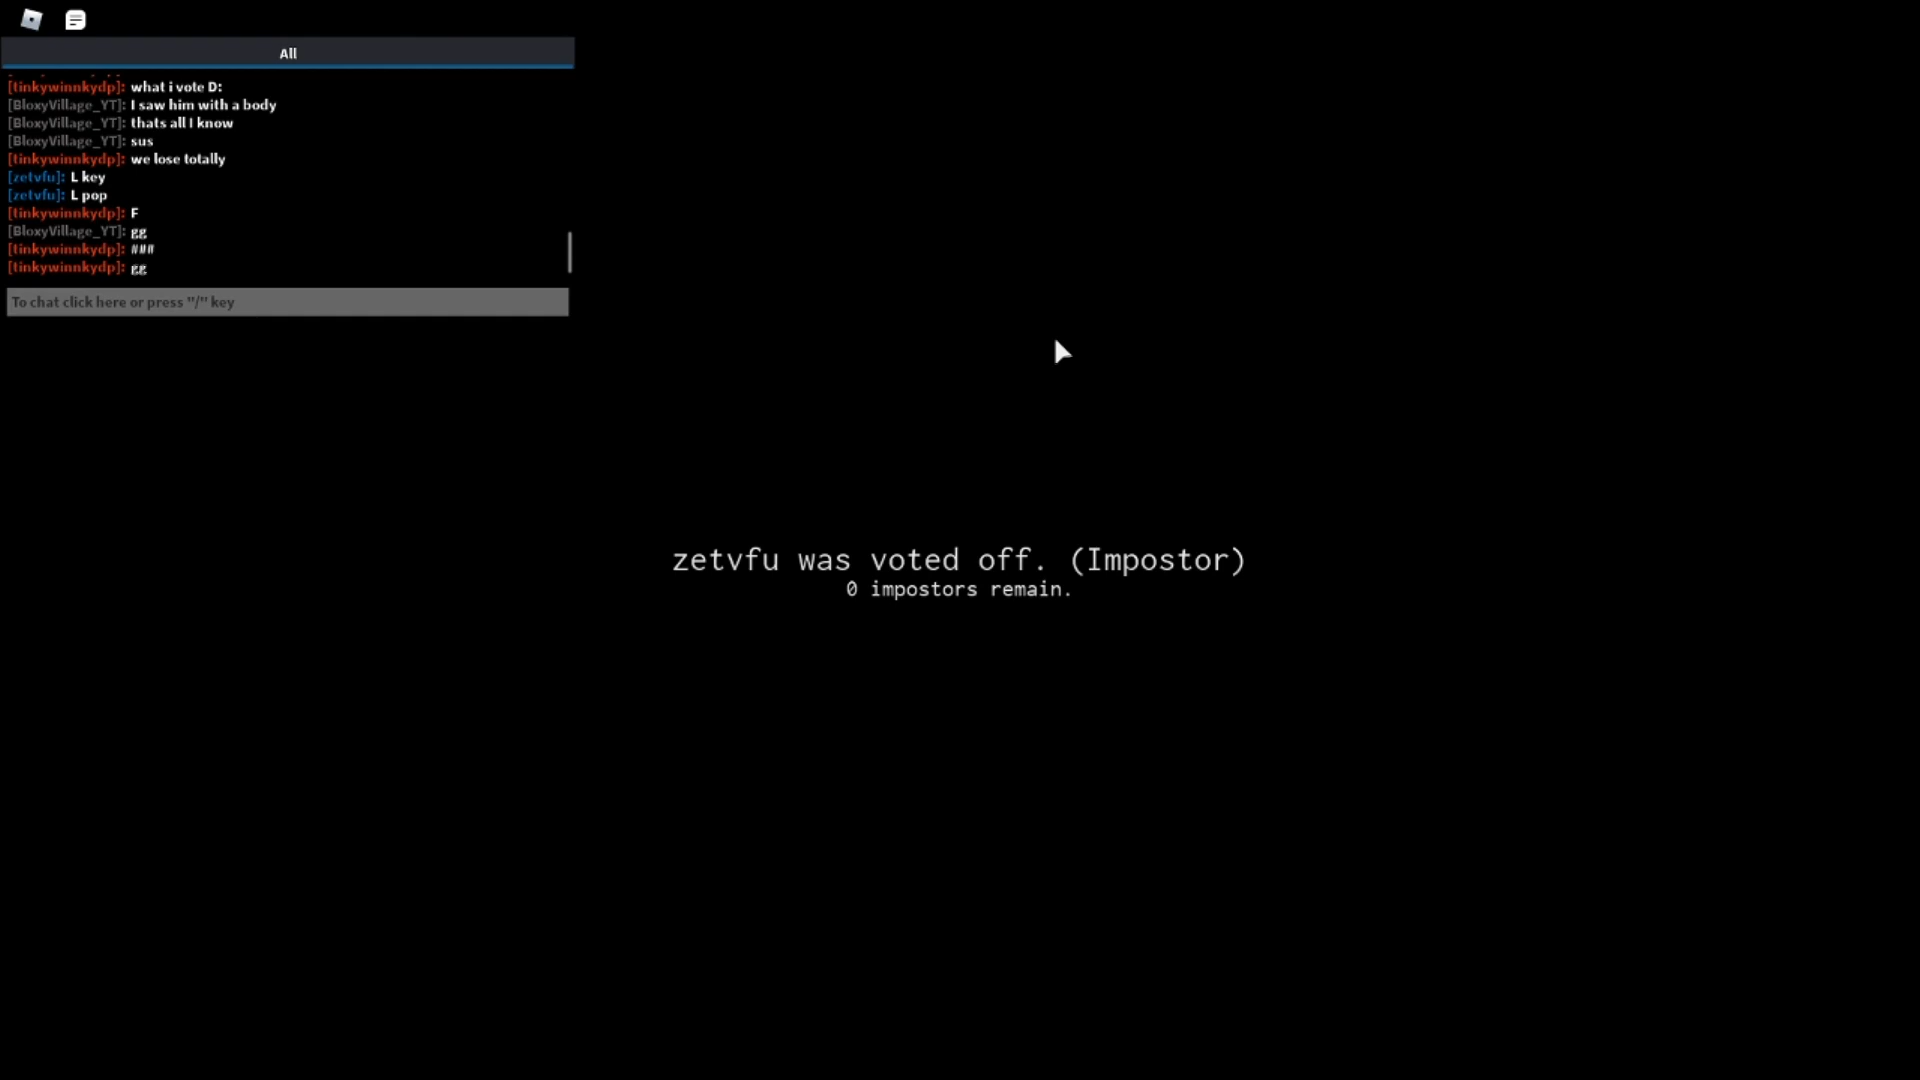 All
[tinkywinnkydp]: what i vote D:
[BloxyVillage_YT]: I saw him with a body
[BloxyVillage_YT]: thats all I know
[BloxyVillage_YT]: sus
[tinkywinnkydp]: we lose totally
[zetvfu]: L key
[zetvfu]: L pop
[tinkywinnkydp]: F
[BloxyVillage_YT]: gg
[tinkywinnkydp]: ###
[tinkywinnkydp]: gg
To chat click here or press "/" key
zetvfu was voted off. (Impostor)
0 impostors remain.